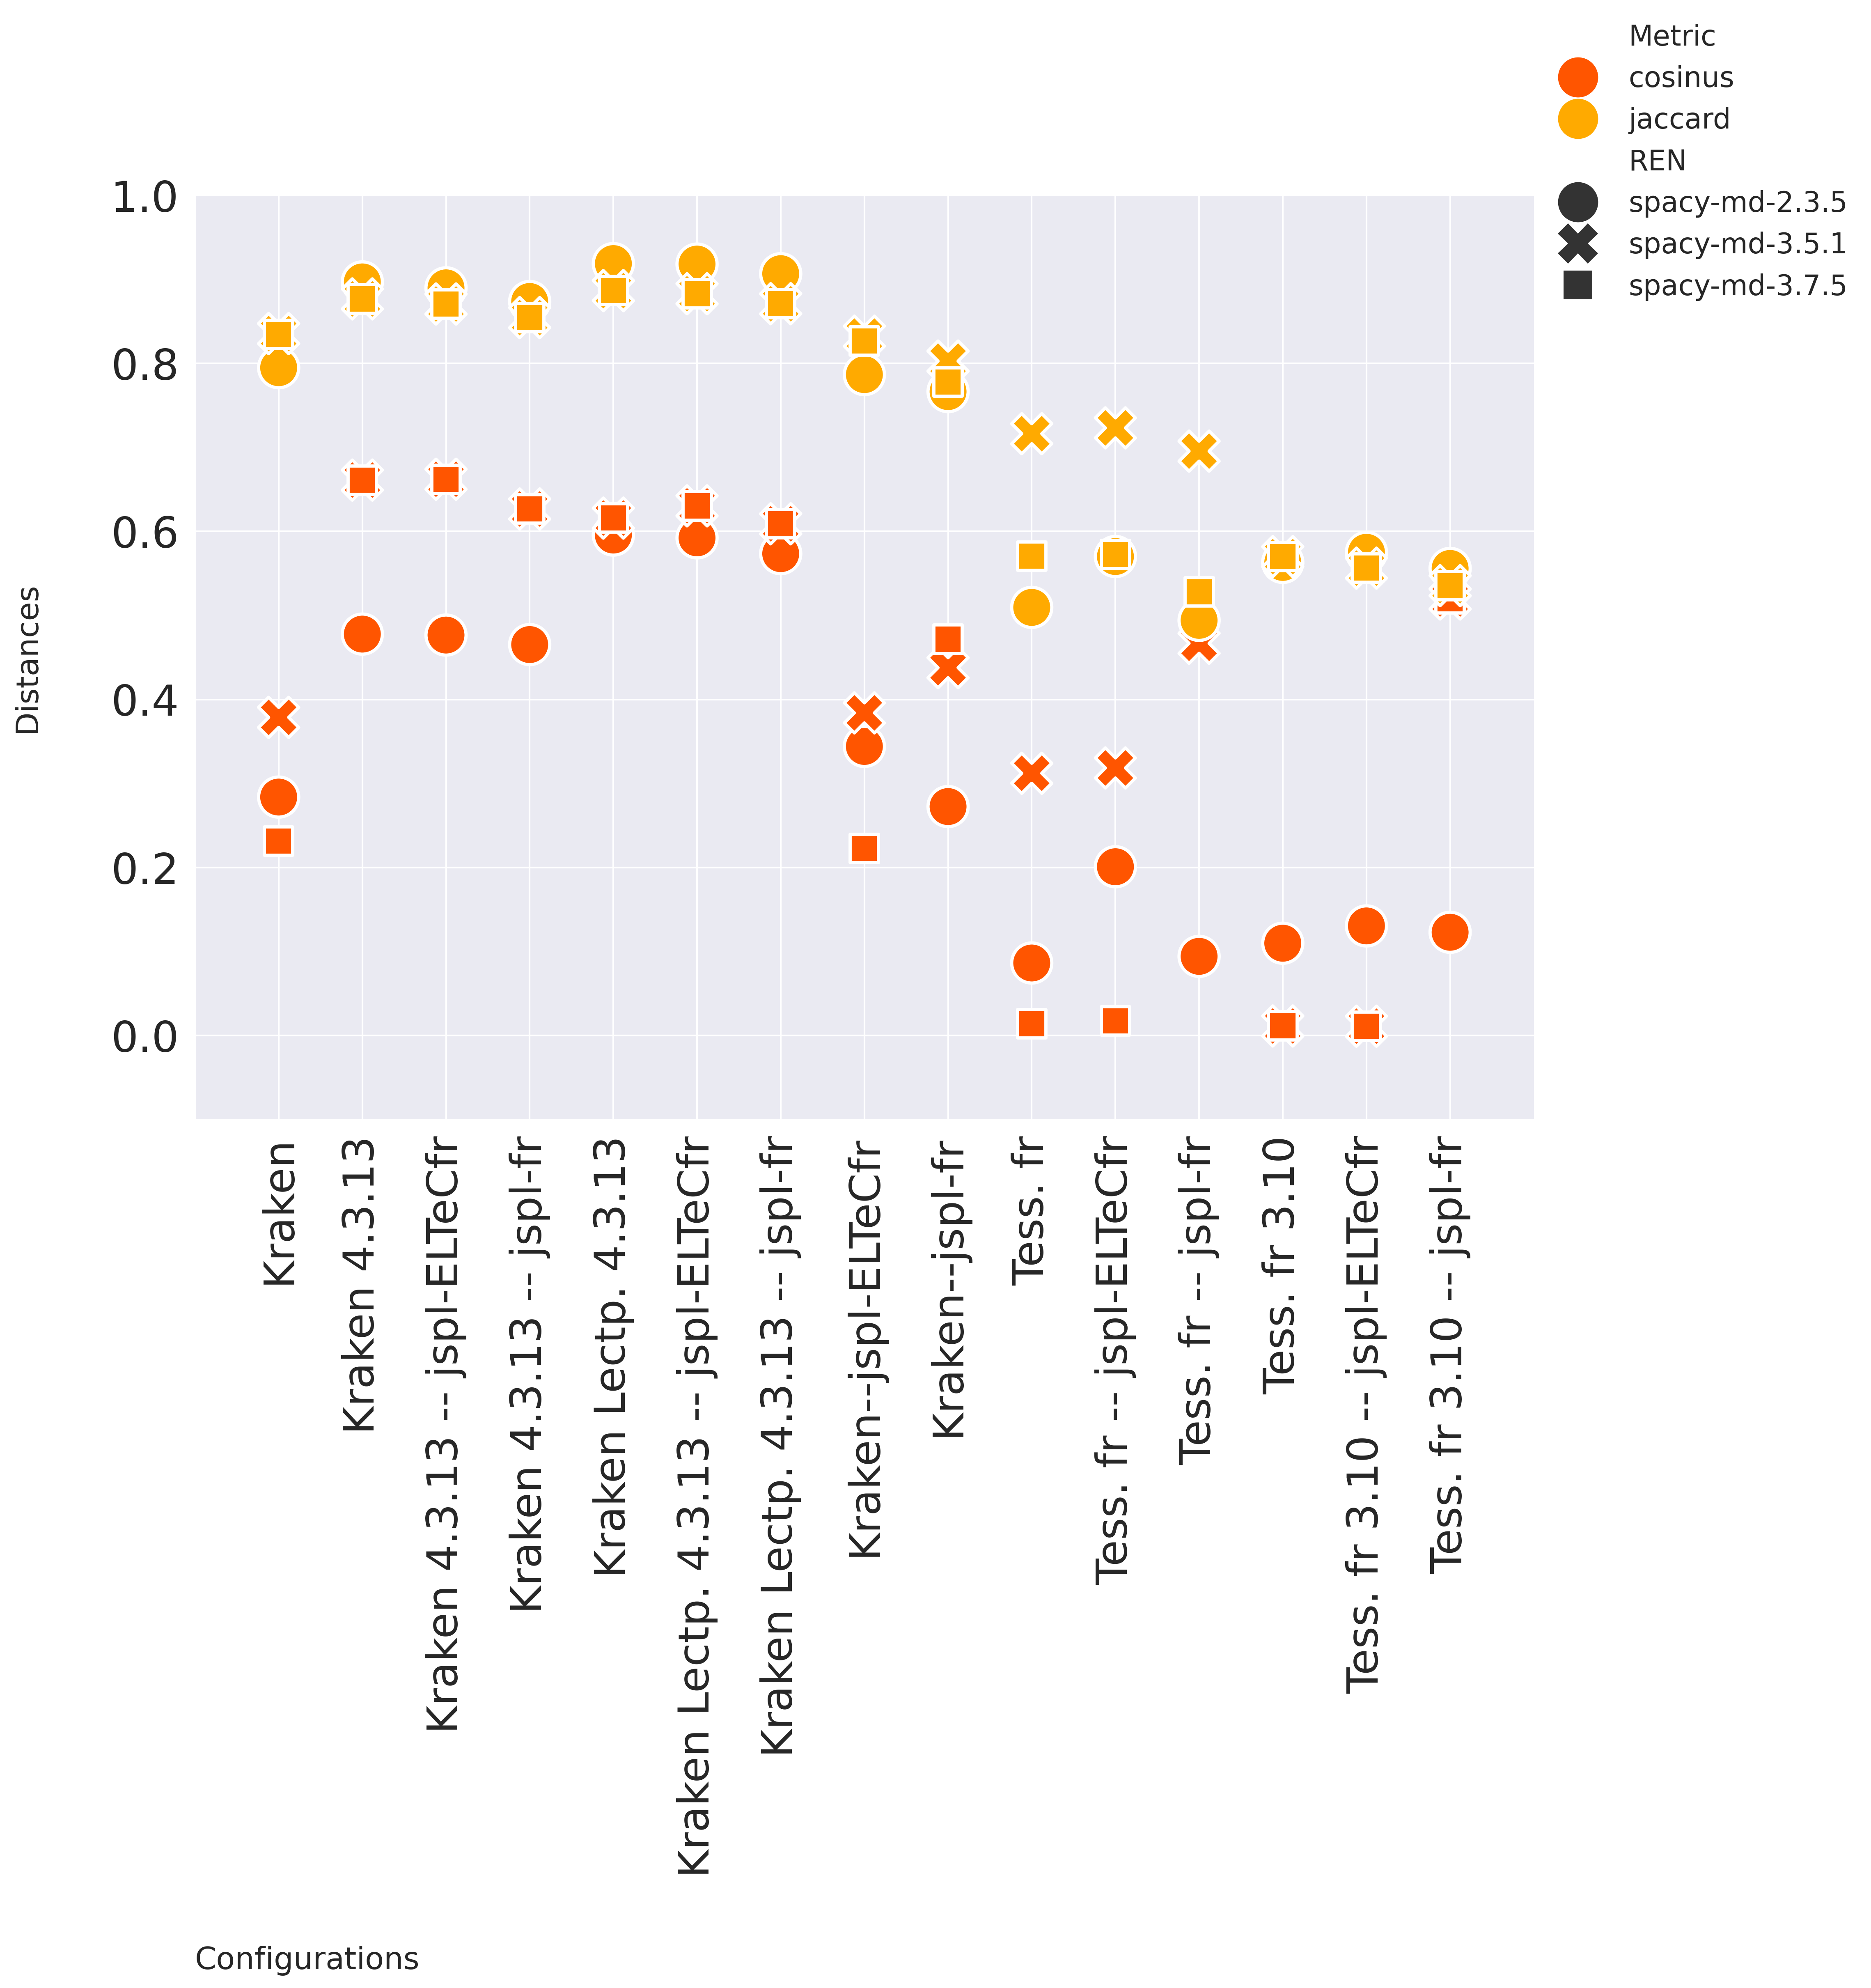 Metric
cosinus
jaccard
REN
spacy-md-2.3.5
spacy-md-3.5.1
spacy-md-3.7.5
1.0
0.8
0.6
0.4
0.2
0.0
Distances
Kraken
Kraken 4.3.13
Kraken 4.3.13 -- jspl-ELTeCfr
Kraken 4.3.13 -- jspl-fr
Kraken Lectp. 4.3.13
Kraken Lectp. 4.3.13 -- jspl-ELTeCfr
Kraken Lectp. 4.3.13 -- jspl-fr
Kraken--jspl-ELTeCfr
Kraken--jspl-fr
Tess. fr
Tess. fr -- jspl-ELTeCfr
Tess. fr -- jspl-fr
Tess. fr 3.10
Tess. fr 3.10 -- jspl-ELTeCfr
Tess. fr 3.10 -- jspl-fr
Configurations